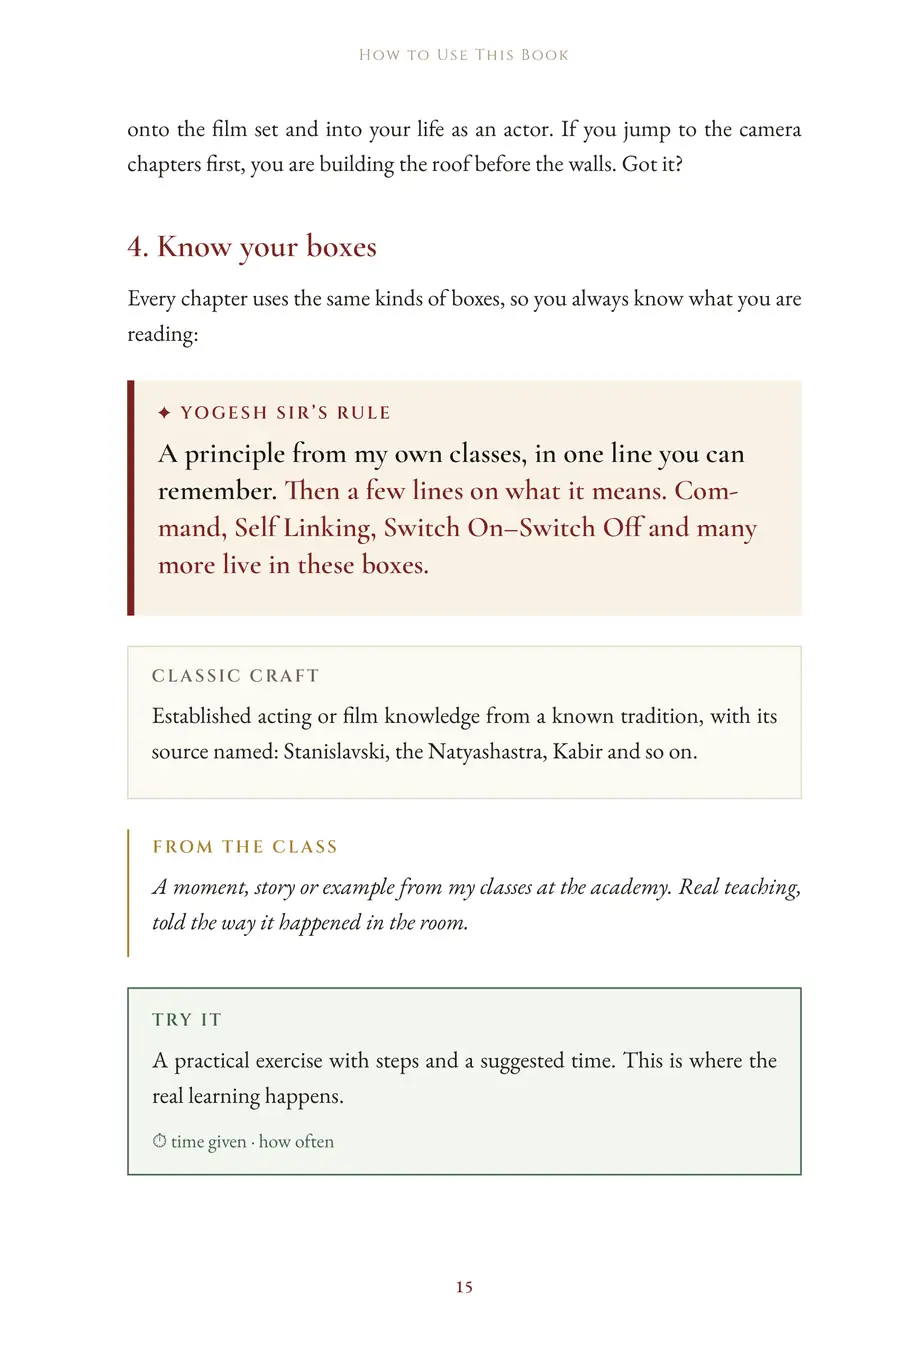 How to Use This Book
onto the film set and into your life as an actor. If you jump to the camera
chapters first, you are building the roof before the walls. Got it?
4. Know your boxes
Every chapter uses the same kinds of boxes, so you always know what you are
reading:
✦ YOGESH SIR’S RULE
A principle from my own classes, in one line you can
remember. Then a few lines on what it means. Com-
mand, Self Linking, Switch On–Switch Off and many
more live in these boxes.
CLASSIC CRAFT
Established acting or film knowledge from a known tradition, with its
source named: Stanislavski, the Natyashastra, Kabir and so on.
FROM THE CLASS
A moment, story or example from my classes at the academy. Real teaching,
told the way it happened in the room.
TRY IT
A practical exercise with steps and a suggested time. This is where the
real learning happens.
⏱ time given · how often
15